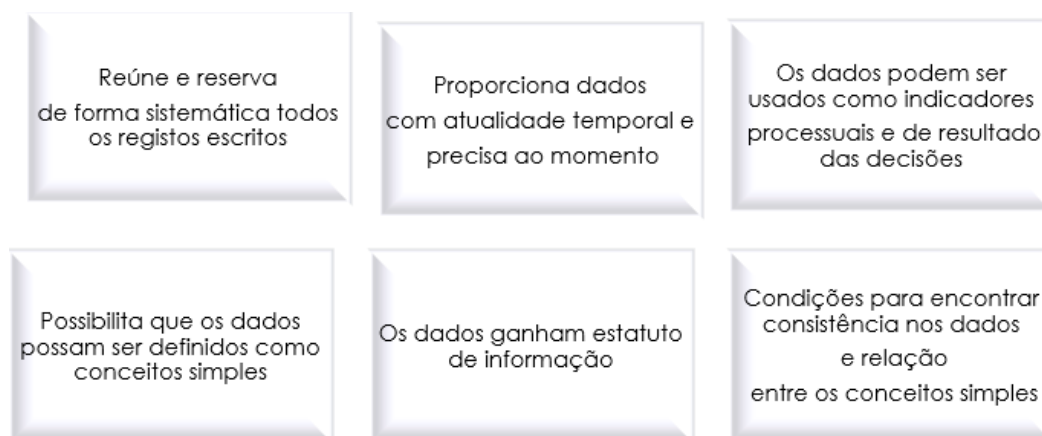 Reúne e reserva
de forma sistemática todos
os registos escritos
Proporciona dados
com atualidade temporal e
precisa ao momento
Os dados podem ser
usados como indicadores
processuais e de resultado
das decisões
Possibilita que os dados
possam ser definidos como
conceitos simples
Os dados ganham estatuto
de informação
Condições para encontrar
consistência nos dados
e relação
entre os conceitos simples